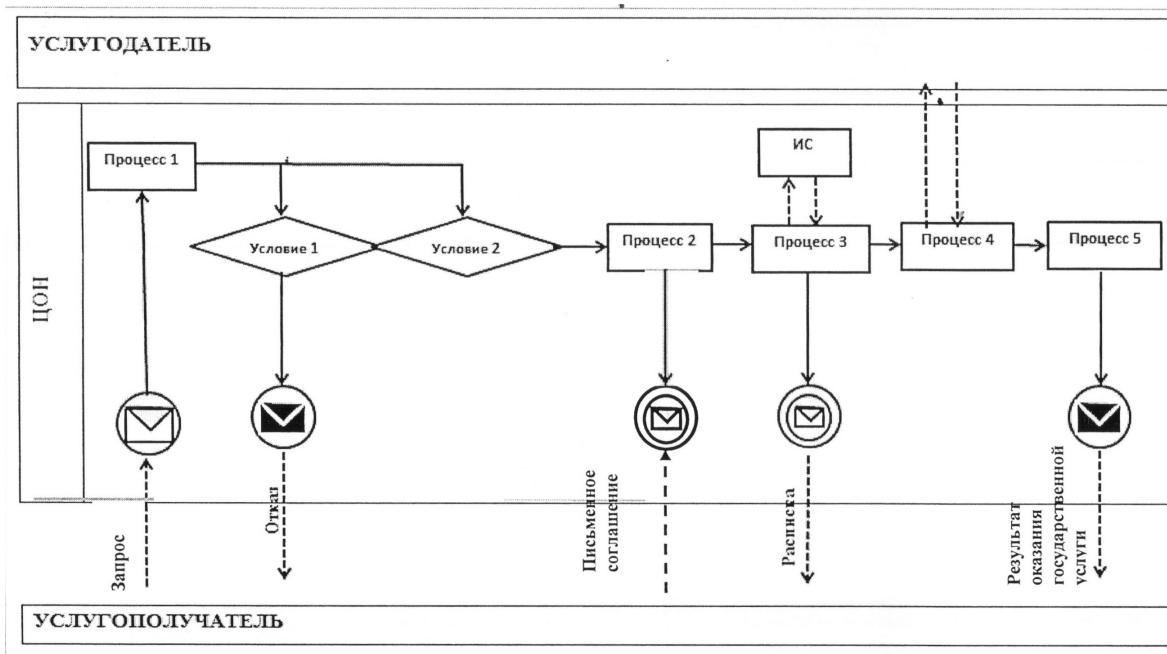 УСЛУГОДАТЕЛЬ
ЦОН
Процесс 1
ИС
Условие 1
Условие 2
Процесс 2
Процесс 3
Процесс 4
Процесс 5
Запрос
Отказ
Письменное
соглашение
Расписка
Результат
оказания
государственной
услуги
УСЛУГОПОЛУЧАТЕЛЬ